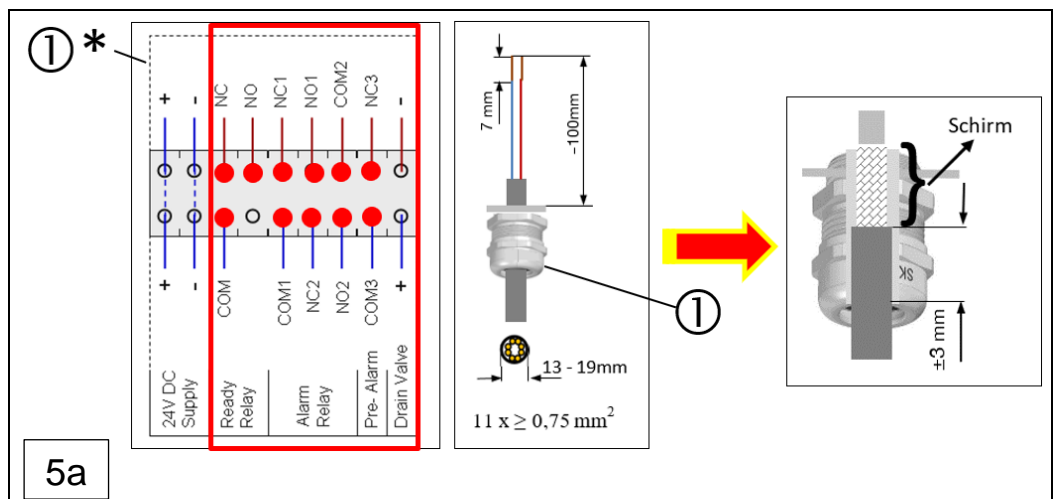 ① *
+ - NC NO NC1 NO1 COM2 NC3 -
+ - COM COM1 NC2 NO2 COM3 +
24V DC
Supply
Ready
Relay
Alarm
Relay
Pre- Alarm
Drain Valve
7 mm
~100mm
①
13 - 19mm
11 x ≥ 0,75 mm²
Schirm
SK
±3 mm
5a